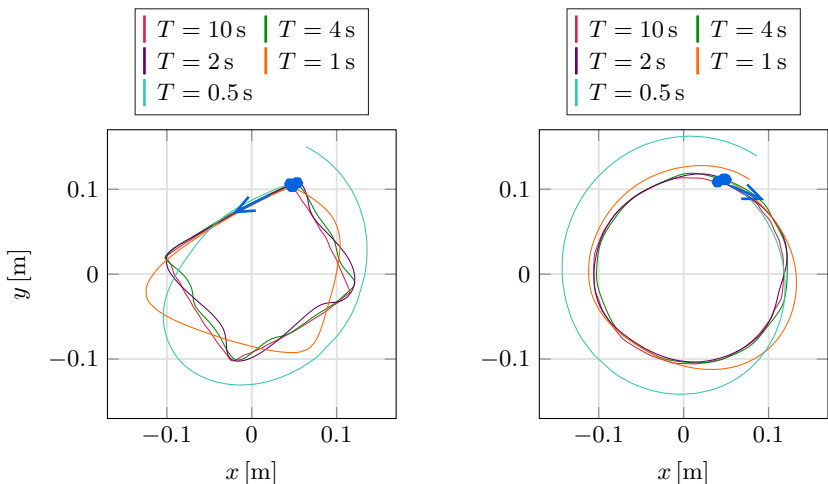 T = 10 s T = 4 s
T = 2 s T = 1 s
T = 0.5 s
0.1
0
−0.1
−0.1 0 0.1
x [m]
y [m]
T = 10 s T = 4 s
T = 2 s T = 1 s
T = 0.5 s
0.1
0
−0.1
−0.1 0 0.1
x [m]